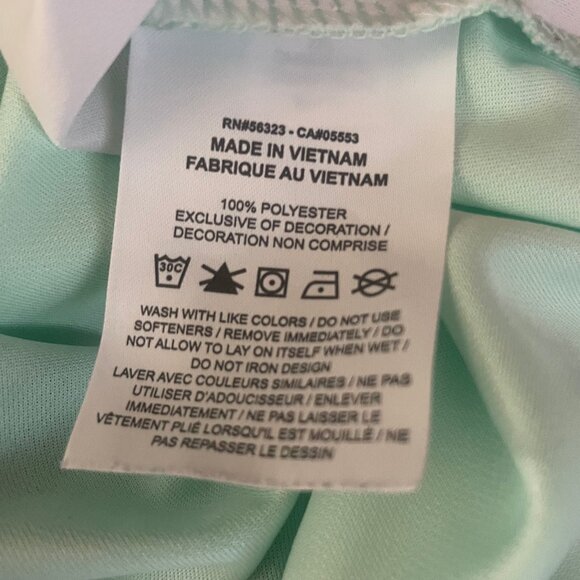 RN#56323 - CA#05553
MADE IN VIETNAM
FABRIQUE AU VIETNAM
100% POLYESTER
EXCLUSIVE OF DECORATION /
DECORATION NON COMPRISE
30C
WASH WITH LIKE COLORS / DO NOT USE
SOFTENERS / REMOVE IMMEDIATELY / DO
NOT ALLOW TO LAY ON ITSELF WHEN WET /
DO NOT IRON DESIGN
LAVER AVEC COULEURS SIMILAIRES / NE PAS
UTILISER D'ADOUCISSEUR / ENLEVER
IMMÉDIATEMENT / NE PAS LAISSER LE
VÊTEMENT PLIÉ LORSQU'IL EST MOUILLÉ / NE
PAS REPASSER LE DESSIN